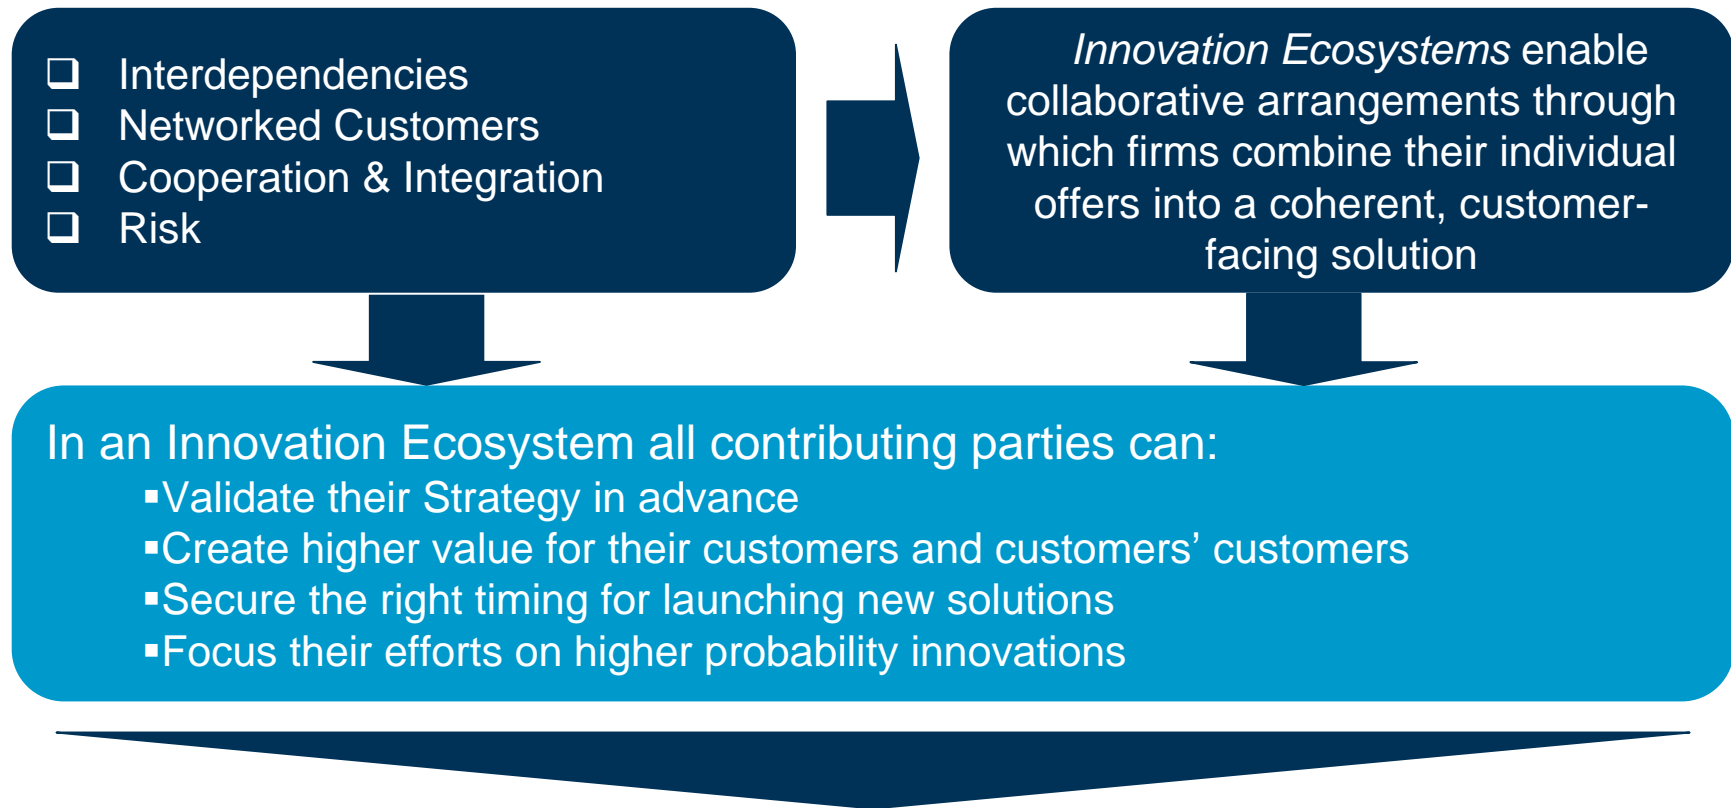 ❑ Interdependencies
❑ Networked Customers
❑ Cooperation & Integration
❑ Risk
Innovation Ecosystems enable
collaborative arrangements through
which firms combine their individual
offers into a coherent, customer-
facing solution
In an Innovation Ecosystem all contributing parties can:
▪Validate their Strategy in advance
▪Create higher value for their customers and customers’ customers
▪Secure the right timing for launching new solutions
▪Focus their efforts on higher probability innovations